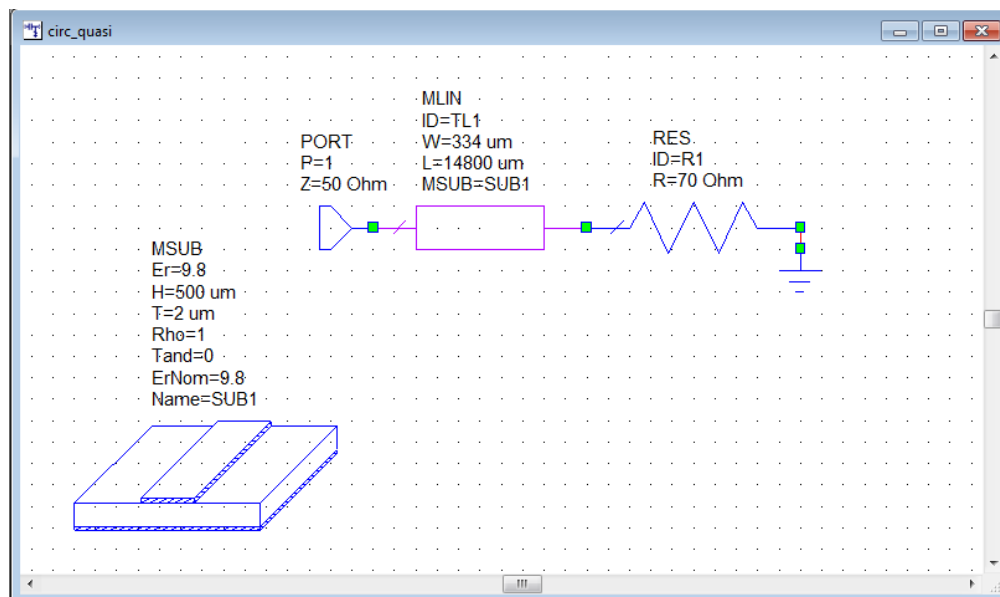 circ_quasi
MLIN
ID=TL1
W=334 um
L=14800 um
MSUB=SUB1
PORT
P=1
Z=50 Ohm
RES
ID=R1
R=70 Ohm
MSUB
Er=9.8
H=500 um
T=2 um
Rho=1
Tand=0
ErNom=9.8
Name=SUB1